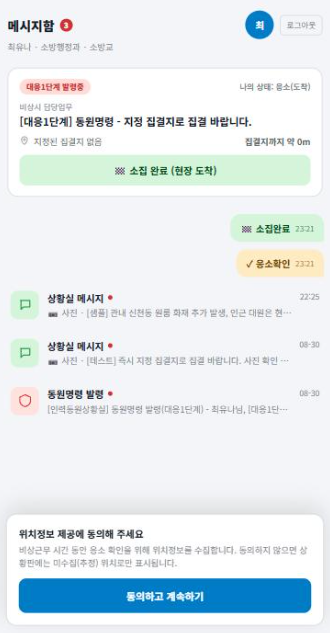 메시지함 3
최 로그아웃
최유나 · 소방행정과 · 소방교
대응1단계 발령중 나의 상태: 응소(도착)
비상시 담당업무
[대응1단계] 동원명령 - 지정 집결지로 집결 바랍니다.
지정된 집결지 없음 집결지까지 약 0m
소집 완료 (현장 도착)
소집완료 23:21
✓ 응소확인 23:21
상황실 메시지 22:25
사진 · [샘플] 관내 신천동 원룸 화재 추가 발생, 인근 대원은 현…
상황실 메시지 08-30
사진 · [테스트] 즉시 지정 집결지로 집결 바랍니다. 사진 확인 …
동원명령 발령 08-30
[인력동원상황실] 동원명령 발령(대응1단계) - 최유나님, [대응1단…
위치정보 제공에 동의해 주세요
비상근무 시간 동안 응소 확인을 위해 위치정보를 수집합니다. 동의하지 않으면 상
황판에는 미수집(추정) 위치로만 표시됩니다.
동의하고 계속하기